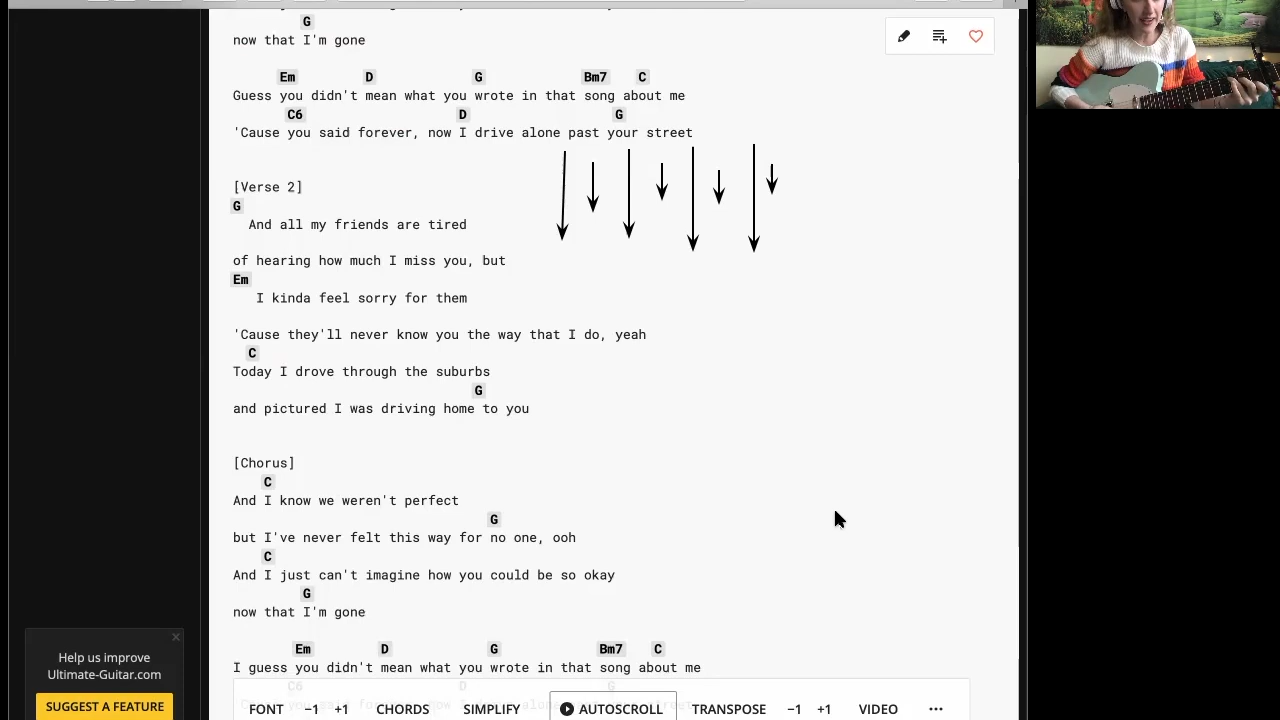 G
now that I'm gone
Em D G Bm7 C
Guess you didn't mean what you wrote in that song about me
C6 D G
'Cause you said forever, now I drive alone past your street
[Verse 2]
G
And all my friends are tired
of hearing how much I miss you, but
Em
I kinda feel sorry for them
'Cause they'll never know you the way that I do, yeah
C
Today I drove through the suburbs
G
and pictured I was driving home to you
[Chorus]
C
And I know we weren't perfect
G
but I've never felt this way for no one, ooh
C
And I just can't imagine how you could be so okay
G
now that I'm gone
Em D G Bm7 C
I guess you didn't mean what you wrote in that song about me
C6 D G
FONT −1 +1 CHORDS SIMPLIFY AUTOSCROLL TRANSPOSE −1 +1 VIDEO
Help us improve
Ultimate-Guitar.com
SUGGEST A FEATURE